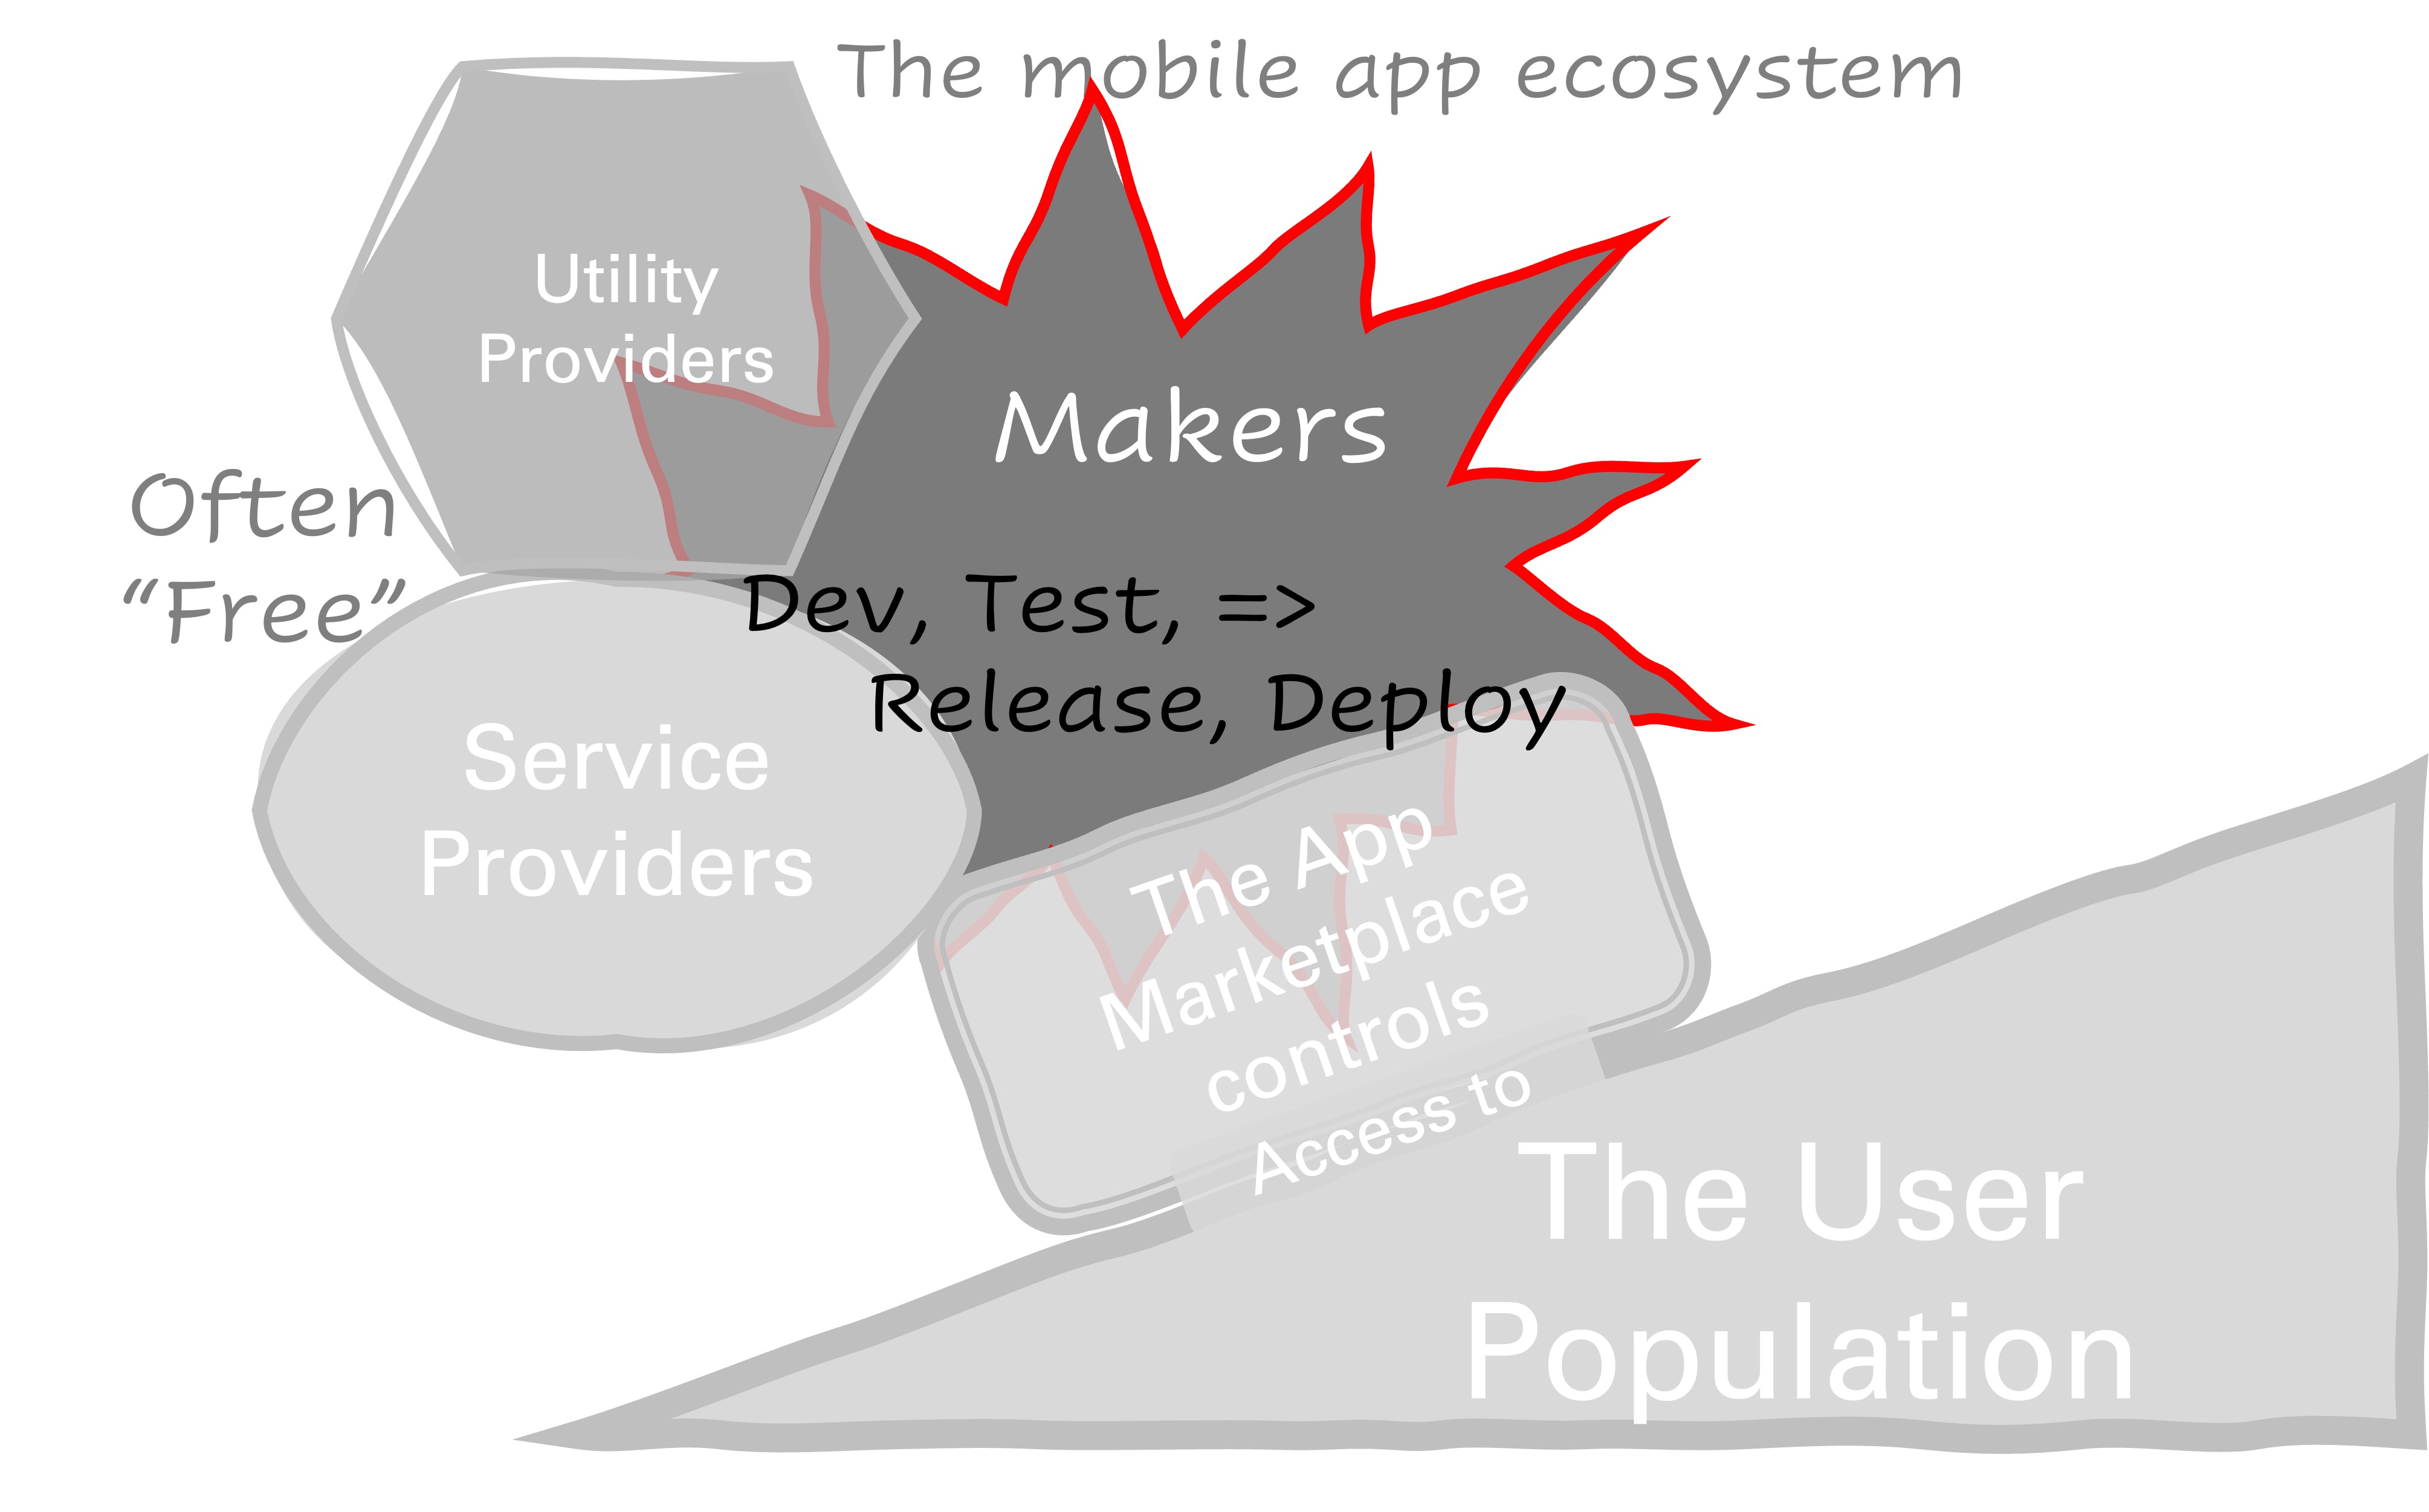 The mobile app ecosystem
Utility
Providers
Makers
Often
“Free”
Dev, Test, =>
Release, Deploy
Service
Providers
The App
Marketplace
controls
Access to
The User
Population